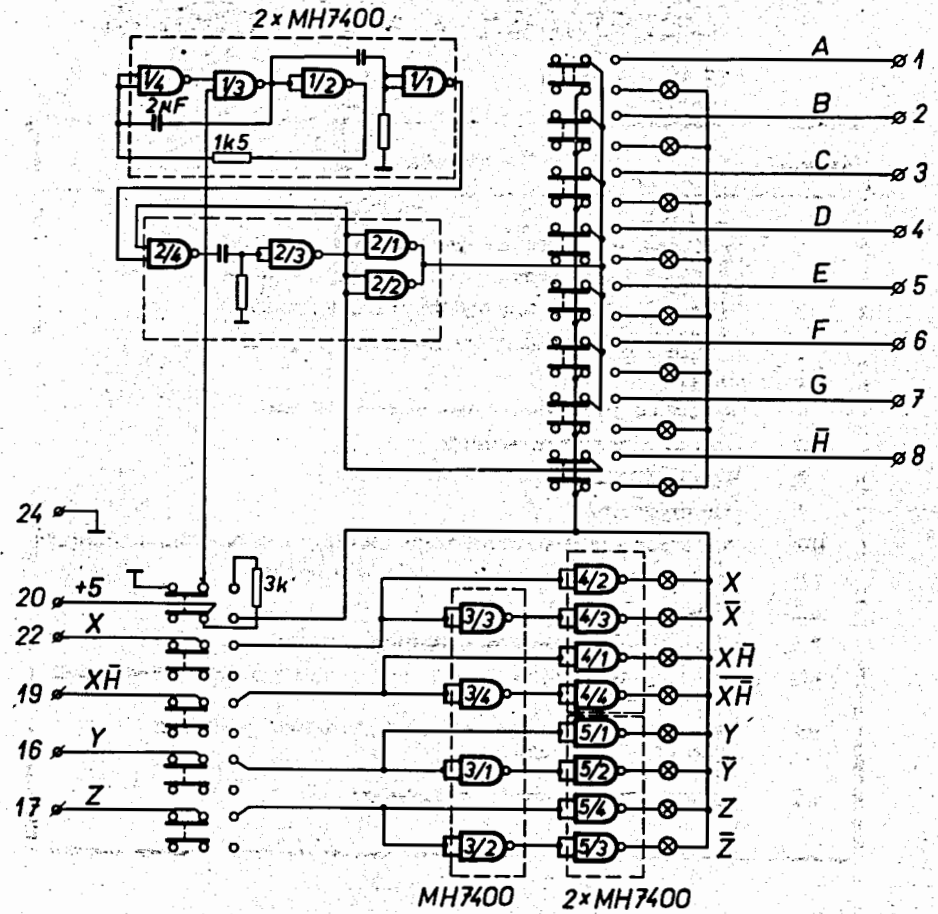 2×MH7400
1/4
1/3
1/2
1/1
2µF
1k5
2/4
2/3
2/1
2/2
A 1
B 2
C 3
D 4
E 5
F 6
G 7
H̅ 8
24
20 +5
3k
22 X
19 XH̅
16 Y
17 Z
3/3
3/4
3/1
3/2
4/2 X
4/3 X̅
4/1 XH̅
4/4 X̅H̅̅
5/1 Y
5/2 Y̅
5/4 Z
5/3 Z̅
MH7400
2×MH7400